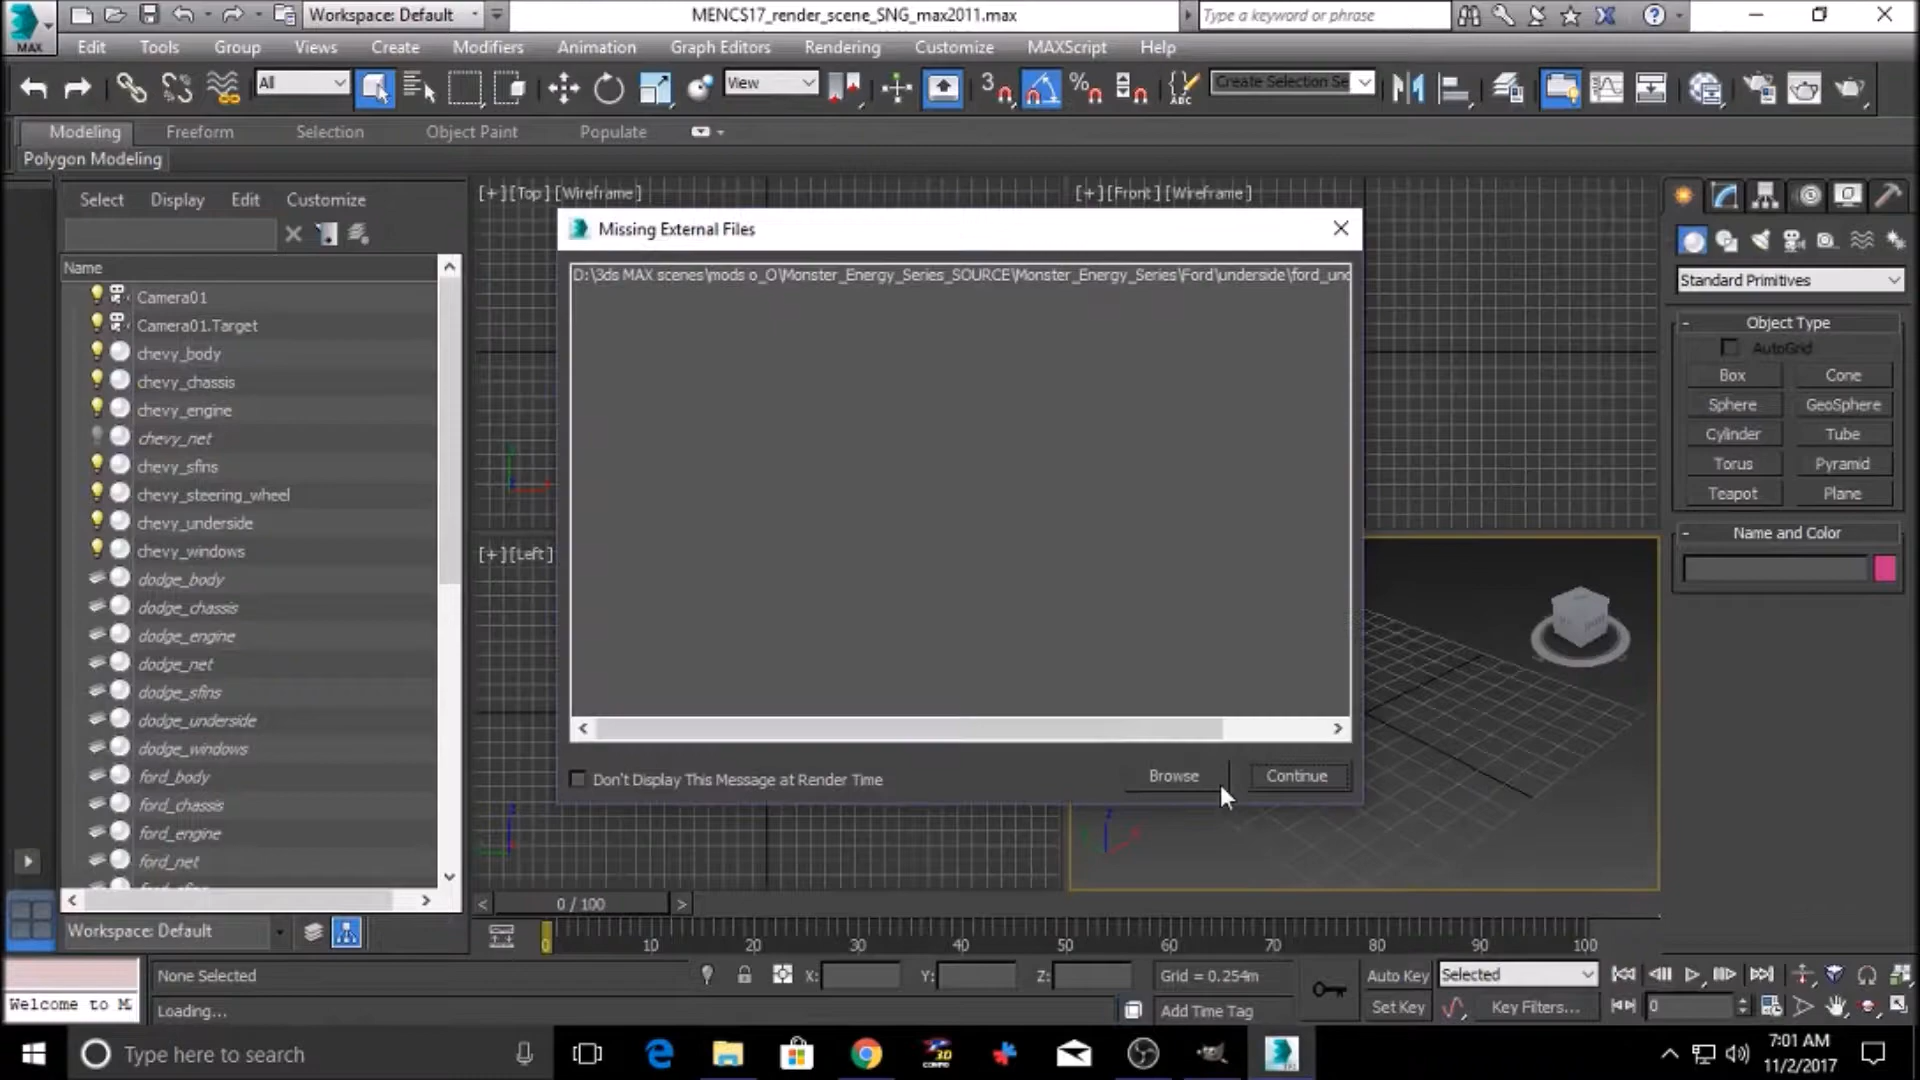 Workspace: Default
MENCS17_render_scene_SNG_max2011.max
Type a keyword or phrase
MAX
Edit Tools Group Views Create Modifiers Animation Graph Editors Rendering Customize MAXScript Help
All
View
3
%
ABC
Create Selection Se
Modeling Freeform Selection Object Paint Populate
Polygon Modeling
Select Display Edit Customize
[+][Top][Wireframe]
[+][Front][Wireframe]
Missing External Files
D:\3ds MAX scenes\mods o_O\Monster_Energy_Series_SOURCE\Monster_Energy_Series\Ford\underside\ford_und
Don't Display This Message at Render Time
Browse
Continue
Name
Camera01
Camera01.Target
chevy_body
chevy_chassis
chevy_engine
chevy_net
chevy_sfins
chevy_steering_wheel
chevy_underside
chevy_windows
dodge_body
dodge_chassis
dodge_engine
dodge_net
dodge_sfins
dodge_underside
dodge_windows
ford_body
ford_chassis
ford_engine
ford_net
[+][Left]
Standard Primitives
Object Type
AutoGrid
Box Cone
Sphere GeoSphere
Cylinder Tube
Torus Pyramid
Teapot Plane
Name and Color
0 / 100
Workspace: Default
0 10 20 30 40 50 60 70 80 90 100
None Selected
X: Y: Z:
Grid = 0.254m
Auto Key
Selected
Welcome to M
Loading...
Add Time Tag
Set Key
Key Filters...
0
Type here to search
7:01 AM
11/2/2017